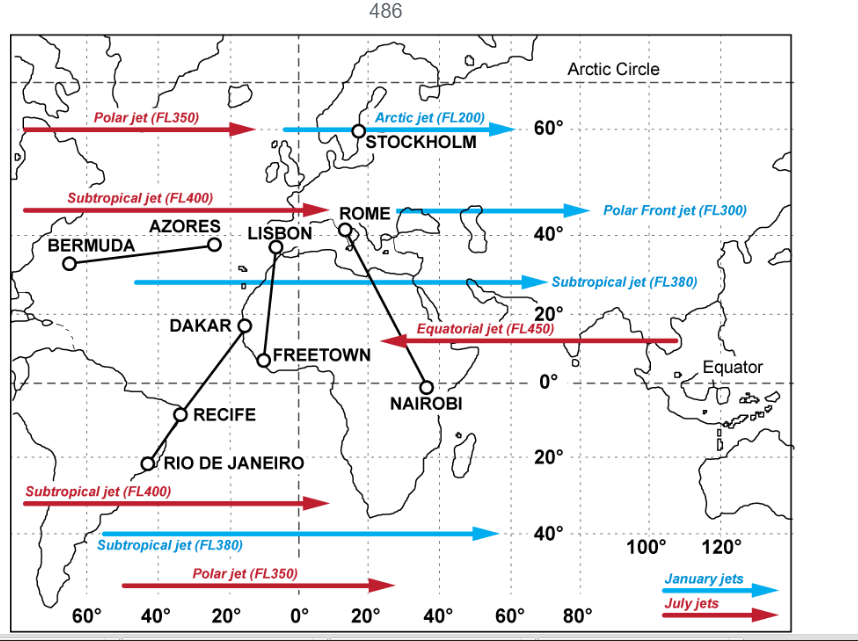 486
Arctic Circle
Polar jet (FL350)
Arctic jet (FL200)
60°
STOCKHOLM
Subtropical jet (FL400)
ROME
Polar Front jet (FL300)
AZORES
LISBON
40°
BERMUDA
Subtropical jet (FL380)
20°
DAKAR
Equatorial jet (FL450)
FREETOWN
Equator
0°
NAIROBI
RECIFE
20°
RIO DE JANEIRO
Subtropical jet (FL400)
40°
Subtropical jet (FL380)
100° 120°
Polar jet (FL350)
January jets
July jets
60° 40° 20° 0° 20° 40° 60° 80°